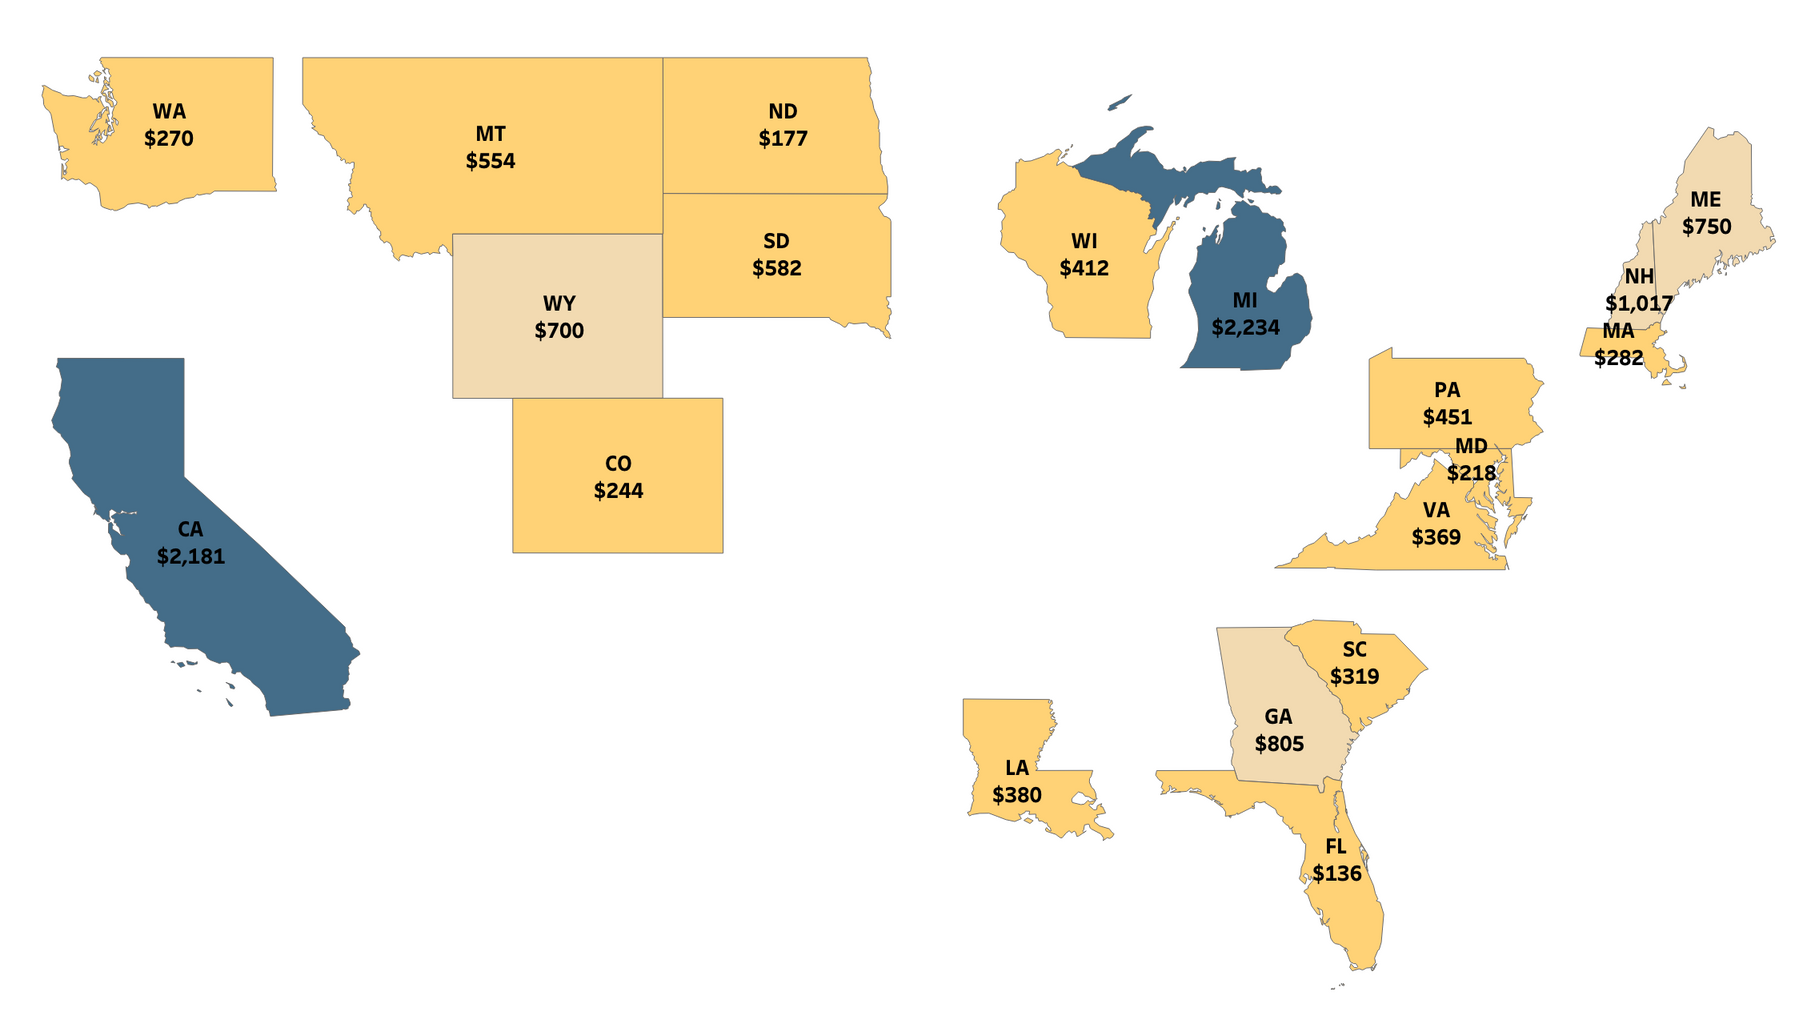 WA
$270
MT
$554
ND
$177
SD
$582
WY
$700
CO
$244
CA
$2,181
WI
$412
MI
$2,234
ME
$750
NH
$1,017
MA
$282
PA
$451
MD
$218
VA
$369
SC
$319
GA
$805
LA
$380
FL
$136